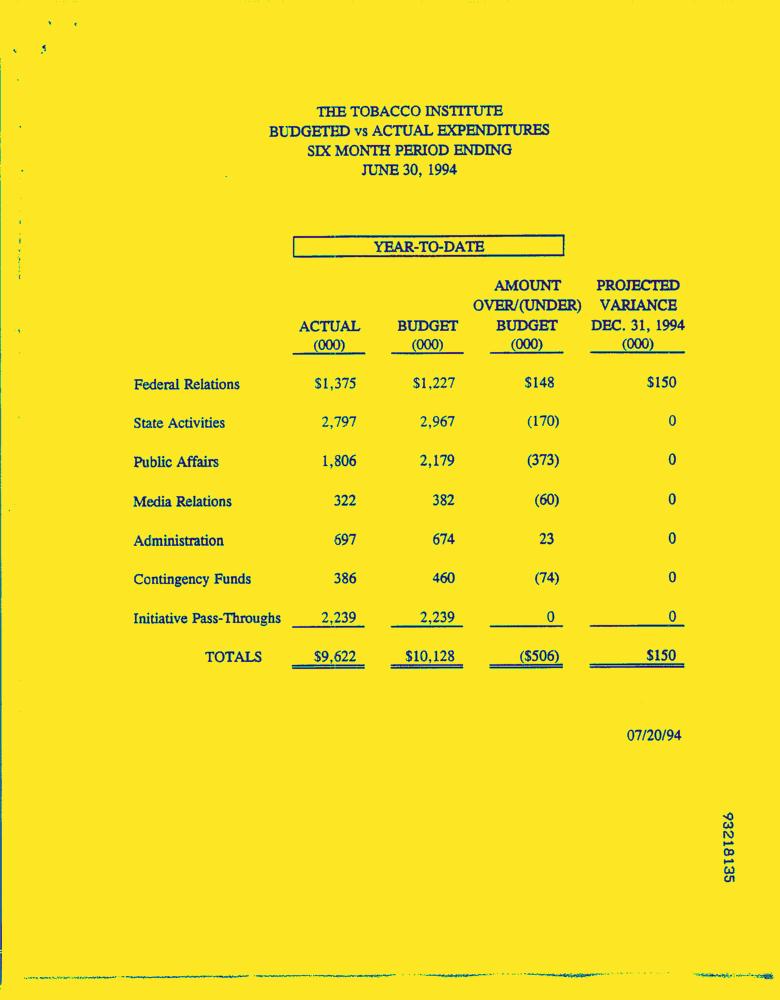 THE TOBACCO INSTITUTE
BUDGETED vs ACTUAL EXPENDITURES
SIX MONTH PERIOD ENDING
JUNE 30, 1994
YEAR-TO-DATE
AMOUNT PROJECTED
OVER/(UNDER) VARIANCE
ACTUAL BUDGET BUDGET DEC. 31, 1994
(000) (000) (000) (000)
Federal Relations $1,375 $1,227 $148 $150
State Activities 2,797 2,967 (170) 0
Public Affairs 1,806 2,179 (373) 0
Media Relations 322 382 (60) 0
Administration 697 674 23 0
Contingency Funds 386 460 (74) 0
Initiative Pass-Throughs 2,239 2,239 0 0
TOTALS $9,622 $10,128 ($506) $150
07/20/94
93218135